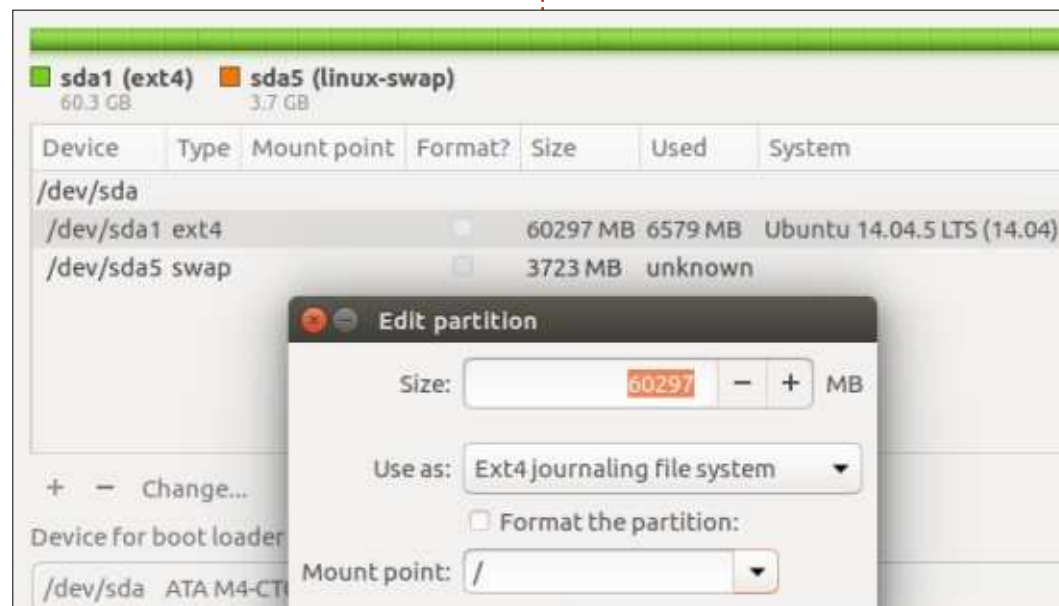 sda1 (ext4) sda5 (linux-swap)
60.3 GB 3.7 GB
Device Type Mount point Format? Size Used System
/dev/sda
/dev/sda1 ext4 60297 MB 6579 MB Ubuntu 14.04.5 LTS (14.04)
/dev/sda5 swap 3723 MB unknown
Edit partition
Size: 60297 - + MB
Use as: Ext4 journaling file system
+ - Change...
Format the partition:
Device for boot loader
Mount point: /
/dev/sda ATA